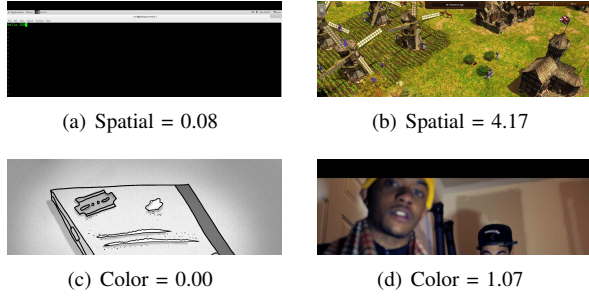 (a) Spatial = 0.08
(b) Spatial = 4.17
(c) Color = 0.00
(d) Color = 1.07